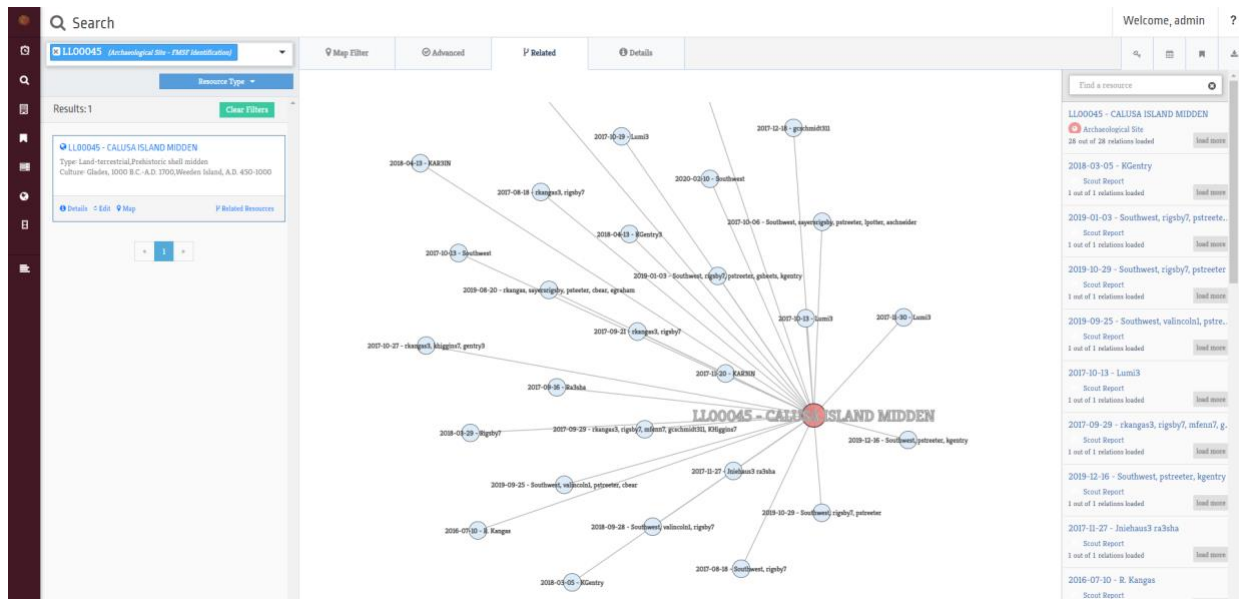 Search
Welcome, admin ?
LL00045 (Archaeological Site - FMSF Identification)
Map Filter
Advanced
Related
Details
Resource Type
Results: 1
Clear Filters
LL00045 - CALUSA ISLAND MIDDEN
Type: Land-terrestrial,Prehistoric shell midden
Culture: Glades, 1000 B.C.-A.D. 1700,Weeden Island, A.D. 450-1000
Details Edit Map Related Resources
« 1 »
2017-10-19 - Lumi3
2017-12-18 - gcschmidt311
2018-04-13 - KAR3IN
2020-02-10 - Southwest
2017-08-18 - rkangas3, rigsby7
2017-10-06 - Southwest, sayersrigsby, pstreeter, lpotter, aschneider
2018-04-13 - KGentry3
2017-10-13 - Southwest
2019-01-03 - Southwest, rigsby7, pstreeter, gsheets, kgentry
2019-08-20 - rkangas, sayersrigsby, psteeter, cbear, egraham
2017-10-13 - Lumi3
2017-11-30 - Lumi3
2017-09-21 - rkangas3, rigsby7
2017-10-27 - rkangas3, khiggins7, gentry3
2017-11-20 - KAR3IN
2017-09-16 - Ra3sha
LL00045 - CALUSA ISLAND MIDDEN
2018-03-29 - Rigsby7
2017-09-29 - rkangas3, rigsby7, mfenn7, gcschmidt311, KHiggins7
2019-12-16 - Southwest, pstreeter, kgentry
2017-11-27 - Jniehaus3 ra3sha
2019-09-25 - Southwest, valincoln1, pstreeter, cbear
2019-10-29 - Southwest, rigsby7, pstreeter
2016-07-10 - R. Kangas
2018-09-28 - Southwest, valincoln1, rigsby7
2017-08-18 - Southwest, rigsby7
2018-03-05 - KGentry
Find a resource
LL00045 - CALUSA ISLAND MIDDEN
Archaeological Site
28 out of 28 relations loaded load more
2018-03-05 - KGentry
Scout Report
1 out of 1 relations loaded load more
2019-01-03 - Southwest, rigsby7, pstreete..
Scout Report
1 out of 1 relations loaded load more
2019-10-29 - Southwest, rigsby7, pstreeter
Scout Report
1 out of 1 relations loaded load more
2019-09-25 - Southwest, valincoln1, pstre..
Scout Report
1 out of 1 relations loaded load more
2017-10-13 - Lumi3
Scout Report
1 out of 1 relations loaded load more
2017-09-29 - rkangas3, rigsby7, mfenn7, g.
Scout Report
1 out of 1 relations loaded load more
2019-12-16 - Southwest, pstreeter, kgentry
Scout Report
1 out of 1 relations loaded load more
2017-11-27 - Jniehaus3 ra3sha
Scout Report
1 out of 1 relations loaded load more
2016-07-10 - R. Kangas
Scout Report